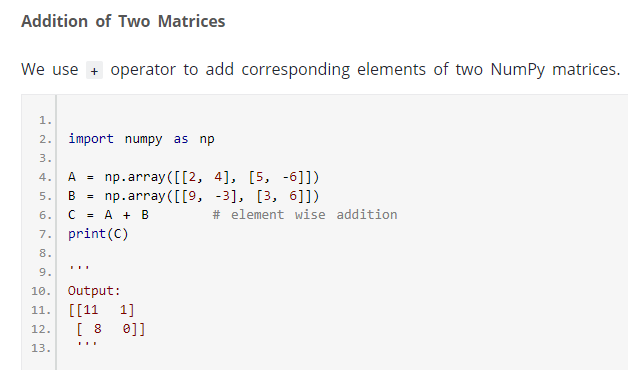 Addition of Two Matrices
We use + operator to add corresponding elements of two NumPy matrices.
1.
2. import numpy as np
3.
4. A = np.array([[2, 4], [5, -6]])
5. B = np.array([[9, -3], [3, 6]])
6. C = A + B      # element wise addition
7. print(C)
8.
9. '''
10. Output:
11. [[11  1]
12.  [ 8  0]]
13.  '''